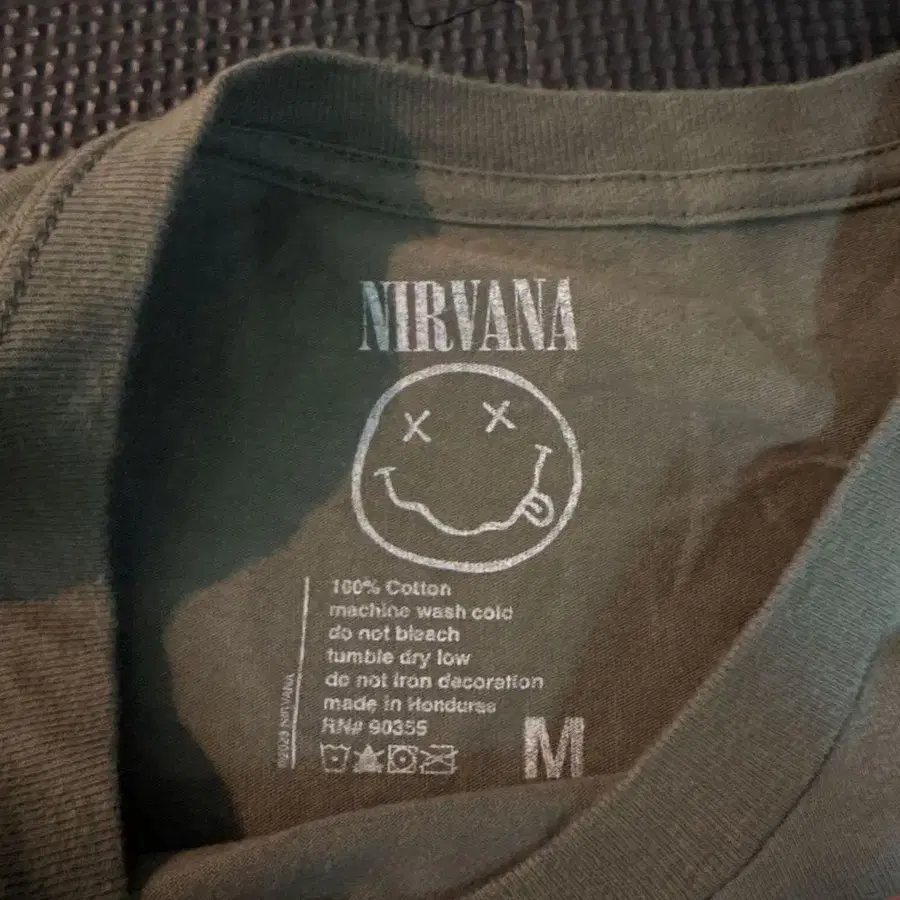 NIRVANA
100% Cotton
machine wash cold
do not bleach
tumble dry low
do not iron decoration
made in Honduras
RN# 90355
M
©2023 NIRVANA